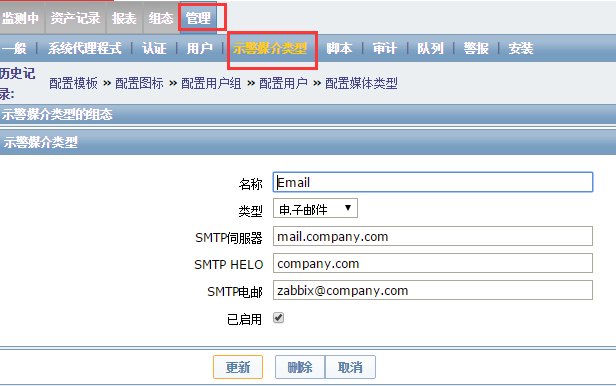 监测中 资产记录 报表 组态 管理
一般 | 系统代理程式 | 认证 | 用户 | 示警媒介类型 | 脚本 | 审计 | 队列 | 警报 | 安装
历史记录: 配置模板 » 配置图标 » 配置用户组 » 配置用户 » 配置媒体类型
示警媒介类型的组态
示警媒介类型
名称 Email
类型 电子邮件
SMTP伺服器 mail.company.com
SMTP HELO company.com
SMTP电邮 zabbix@company.com
已启用
更新 删除 取消